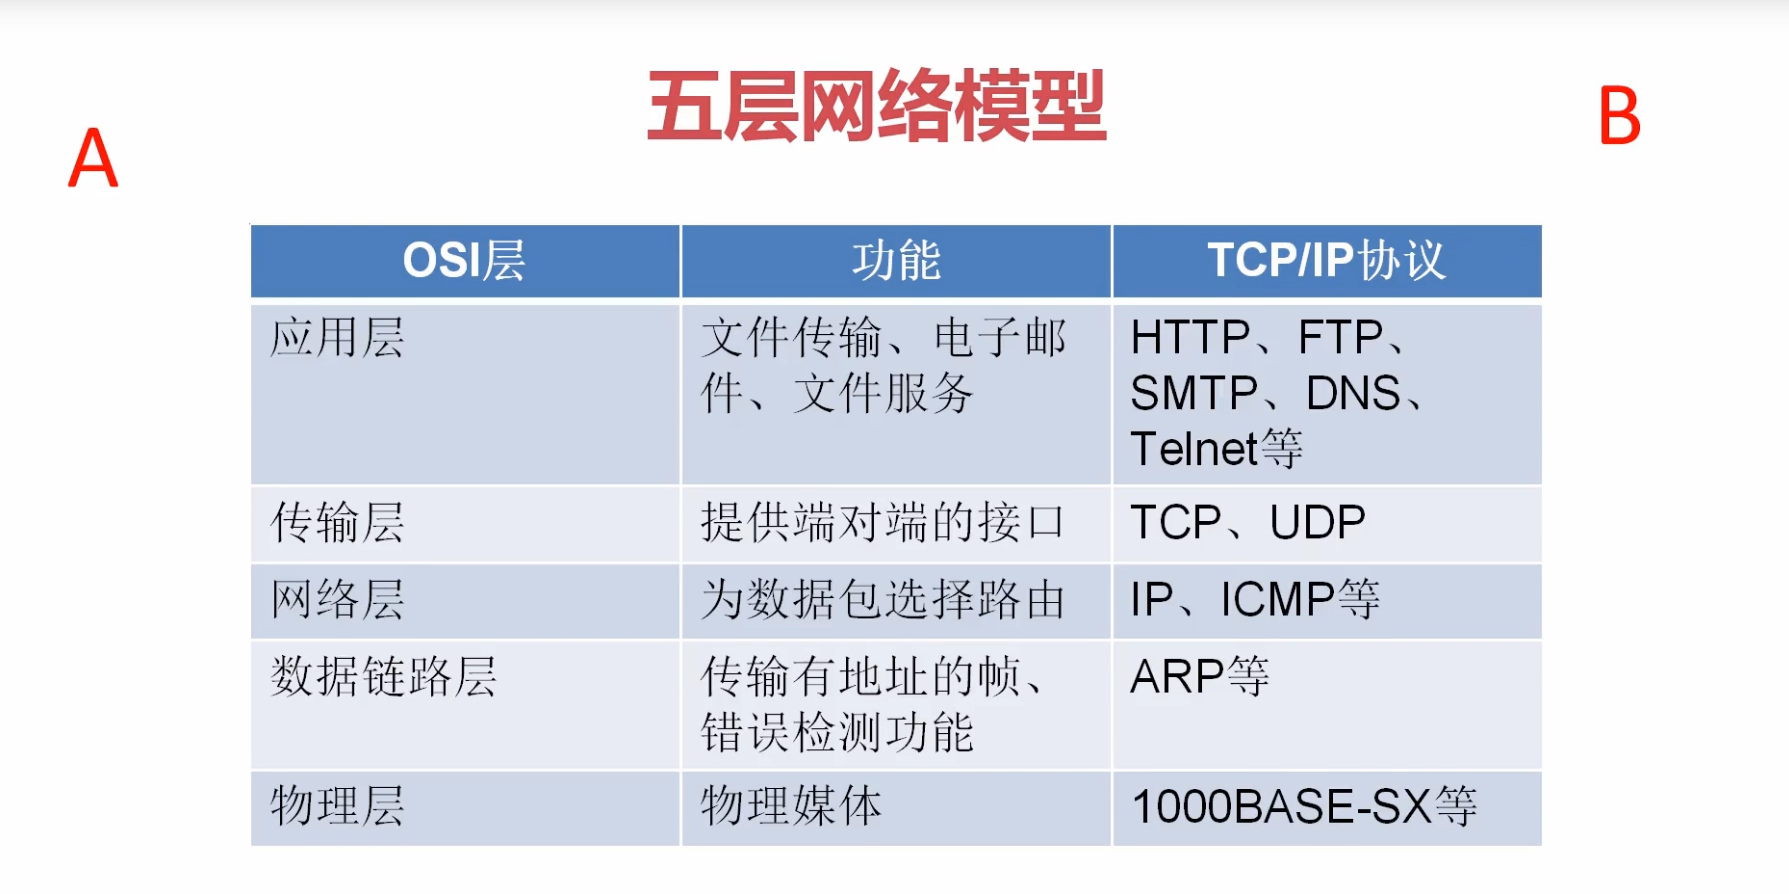 五层网络模型
A
B
OSI层 功能 TCP/IP协议
应用层
文件传输、电子邮
件、文件服务
HTTP、FTP、
SMTP、DNS、
Telnet等
传输层 提供端对端的接口 TCP、UDP
网络层 为数据包选择路由 IP、ICMP等
数据链路层
传输有地址的帧、
错误检测功能
ARP等
物理层 物理媒体 1000BASE-SX等